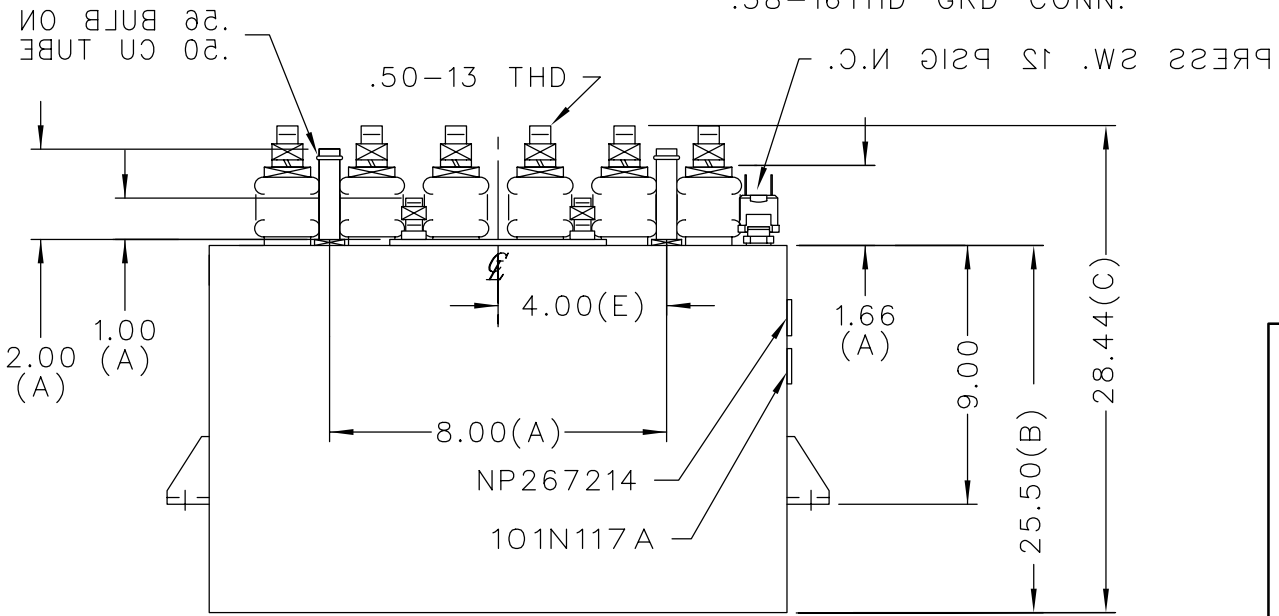 .56 BULB ON
.50 CU TUBE
.38-16THD GRD CONN.
PRESS SW. 12 PSIG N.C.
.50-13 THD
℄
4.00(E)
1.00
(A)
2.00
(A)
1.66
(A)
9.00
28.44(C)
25.50(B)
8.00(A)
NP267214
101N117A